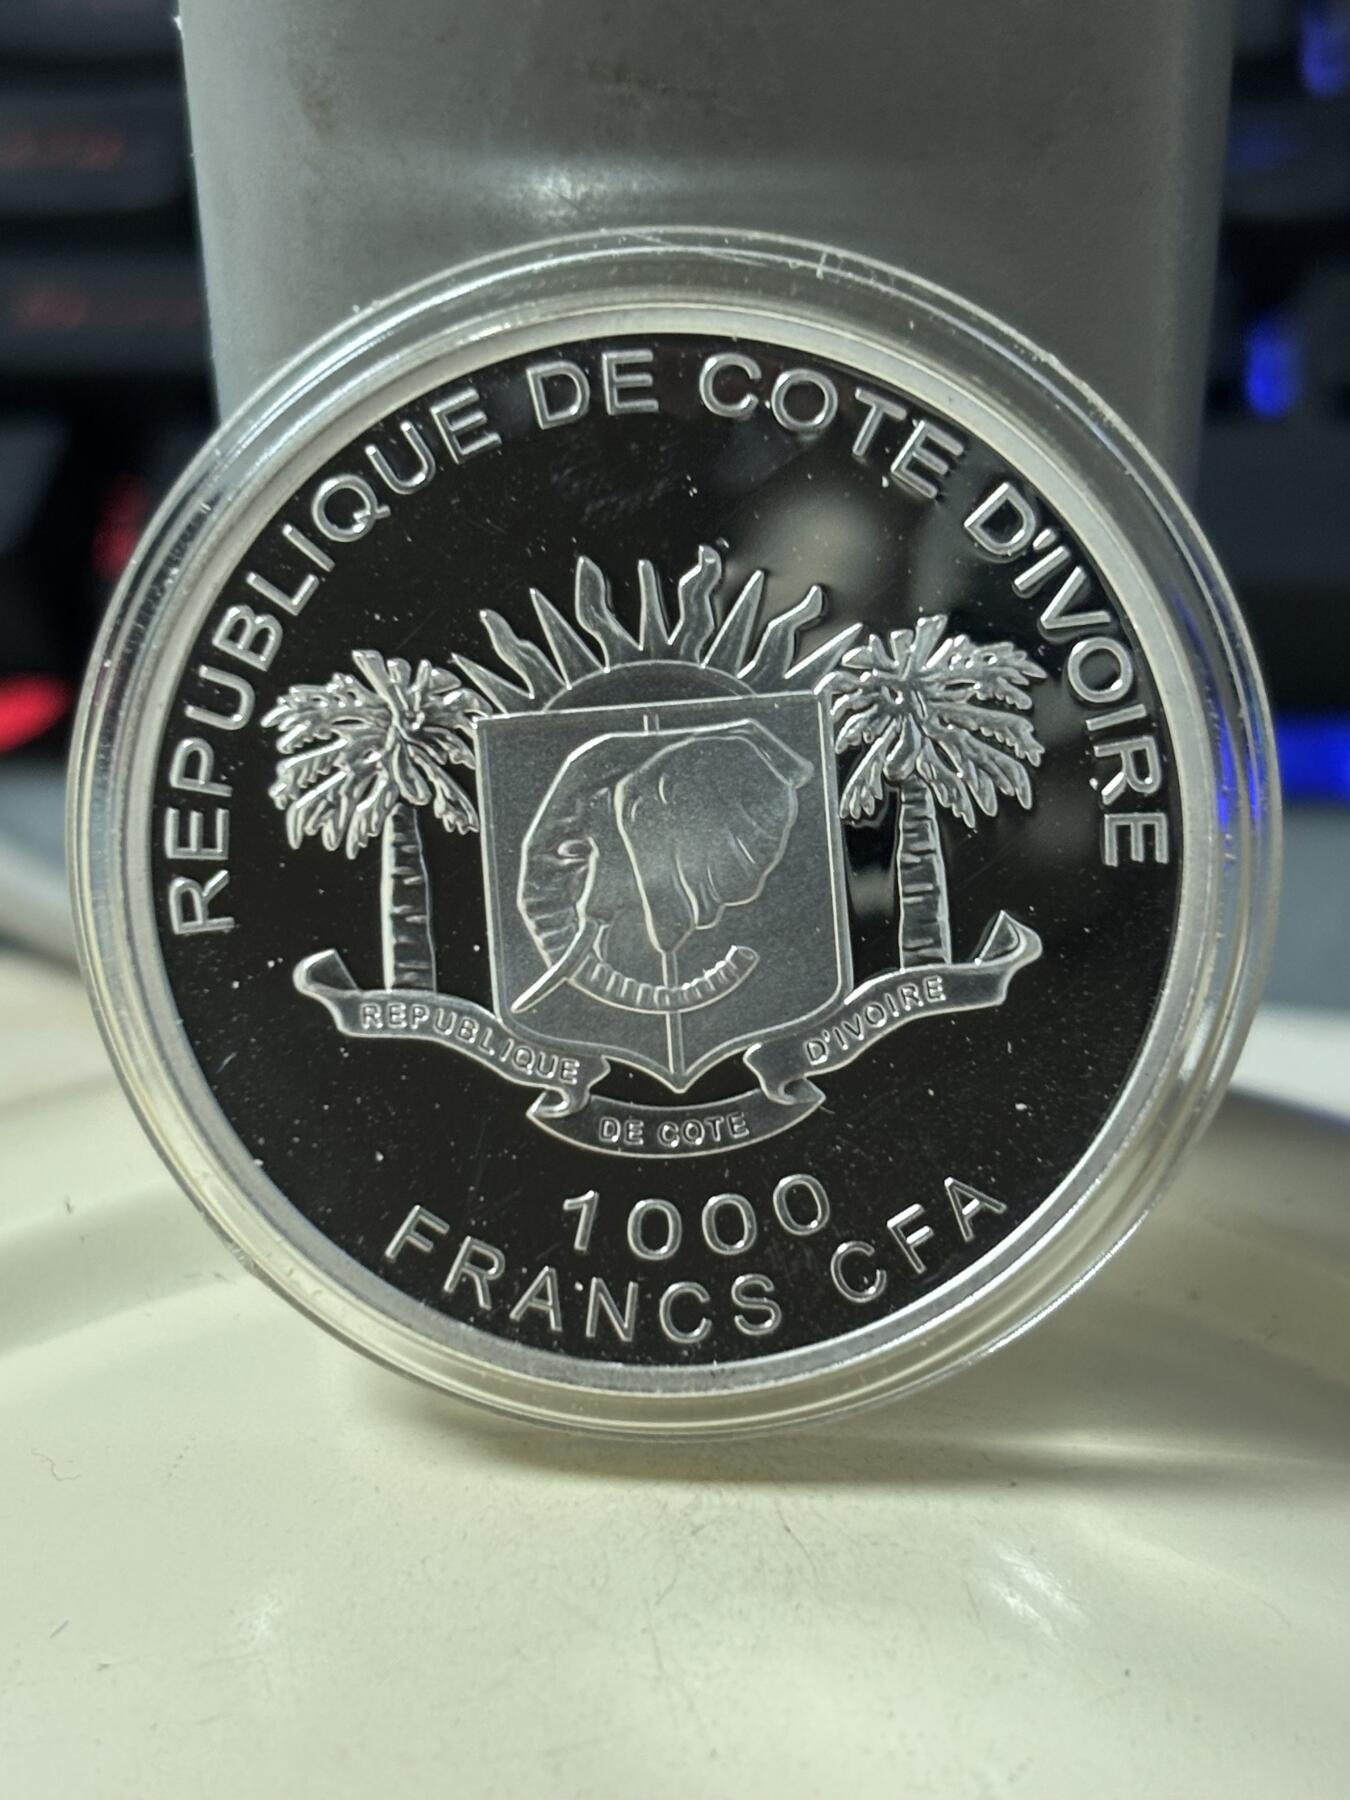 REPUBLIQUE DE COTE D'IVOIRE
REPUBLIQUE
DE COTE
D'IVOIRE
1000
FRANCS CFA